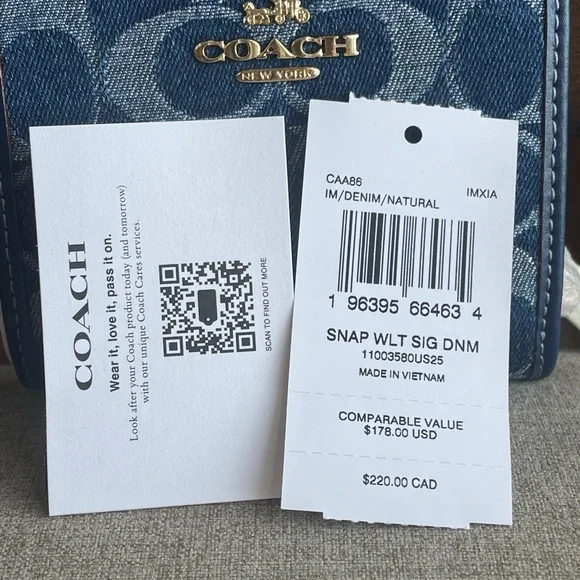 COACH
NEW YORK
COACH
Wear it, love it, pass it on.
Look after your Coach product today (and tomorrow)
with our unique Coach Cares services.
SCAN TO FIND OUT MORE
CAA86
IM/DENIM/NATURAL IMXIA
1 96395 66463 4
SNAP WLT SIG DNM
11003580US25
MADE IN VIETNAM
COMPARABLE VALUE
$178.00 USD
$220.00 CAD